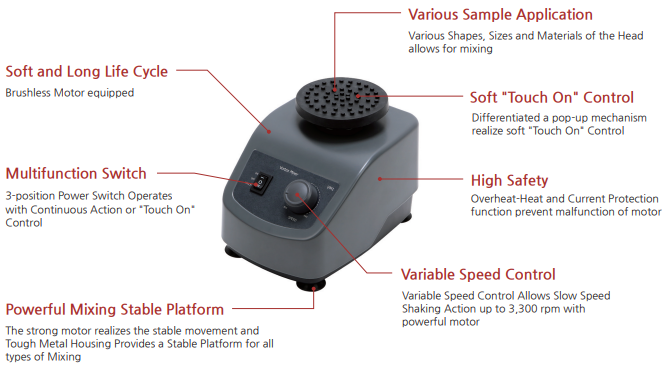 Various Sample Application
Various Shapes, Sizes and Materials of the Head
allows for mixing
Soft and Long Life Cycle
Brushless Motor equipped
Soft "Touch On" Control
Differentiated a pop-up mechanism
realize soft "Touch On" Control
Multifunction Switch
3-position Power Switch Operates
with Continuous Action or "Touch On"
Control
High Safety
Overheat-Heat and Current Protection
function prevent malfunction of motor
Variable Speed Control
Variable Speed Control Allows Slow Speed
Shaking Action up to 3,300 rpm with
powerful motor
Powerful Mixing Stable Platform
The strong motor realizes the stable movement and
Tough Metal Housing Provides a Stable Platform for all
types of Mixing